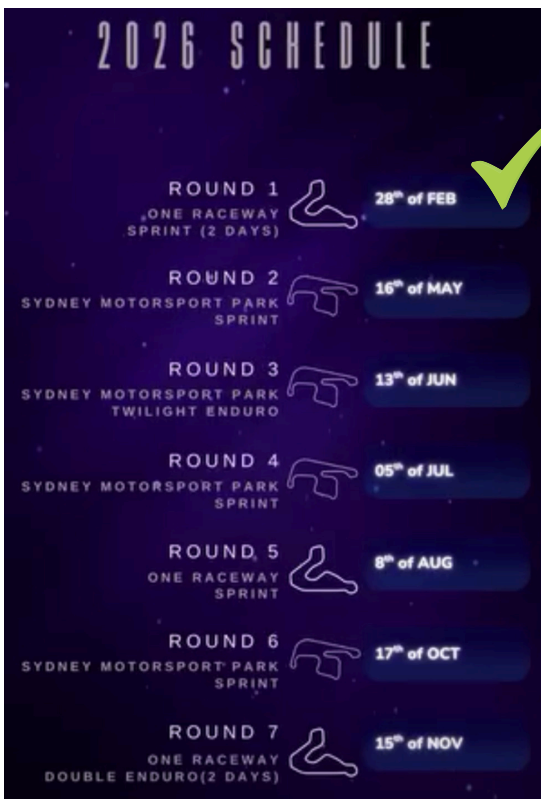 2026 SCHEDULE
ROUND 1
ONE RACEWAY
SPRINT (2 DAYS)
28th of FEB
ROUND 2
SYDNEY MOTORSPORT PARK
SPRINT
16th of MAY
ROUND 3
SYDNEY MOTORSPORT PARK
TWILIGHT ENDURO
13th of JUN
ROUND 4
SYDNEY MOTORSPORT PARK
SPRINT
05th of JUL
ROUND 5
ONE RACEWAY
SPRINT
8th of AUG
ROUND 6
SYDNEY MOTORSPORT PARK
SPRINT
17th of OCT
ROUND 7
ONE RACEWAY
DOUBLE ENDURO(2 DAYS)
15th of NOV